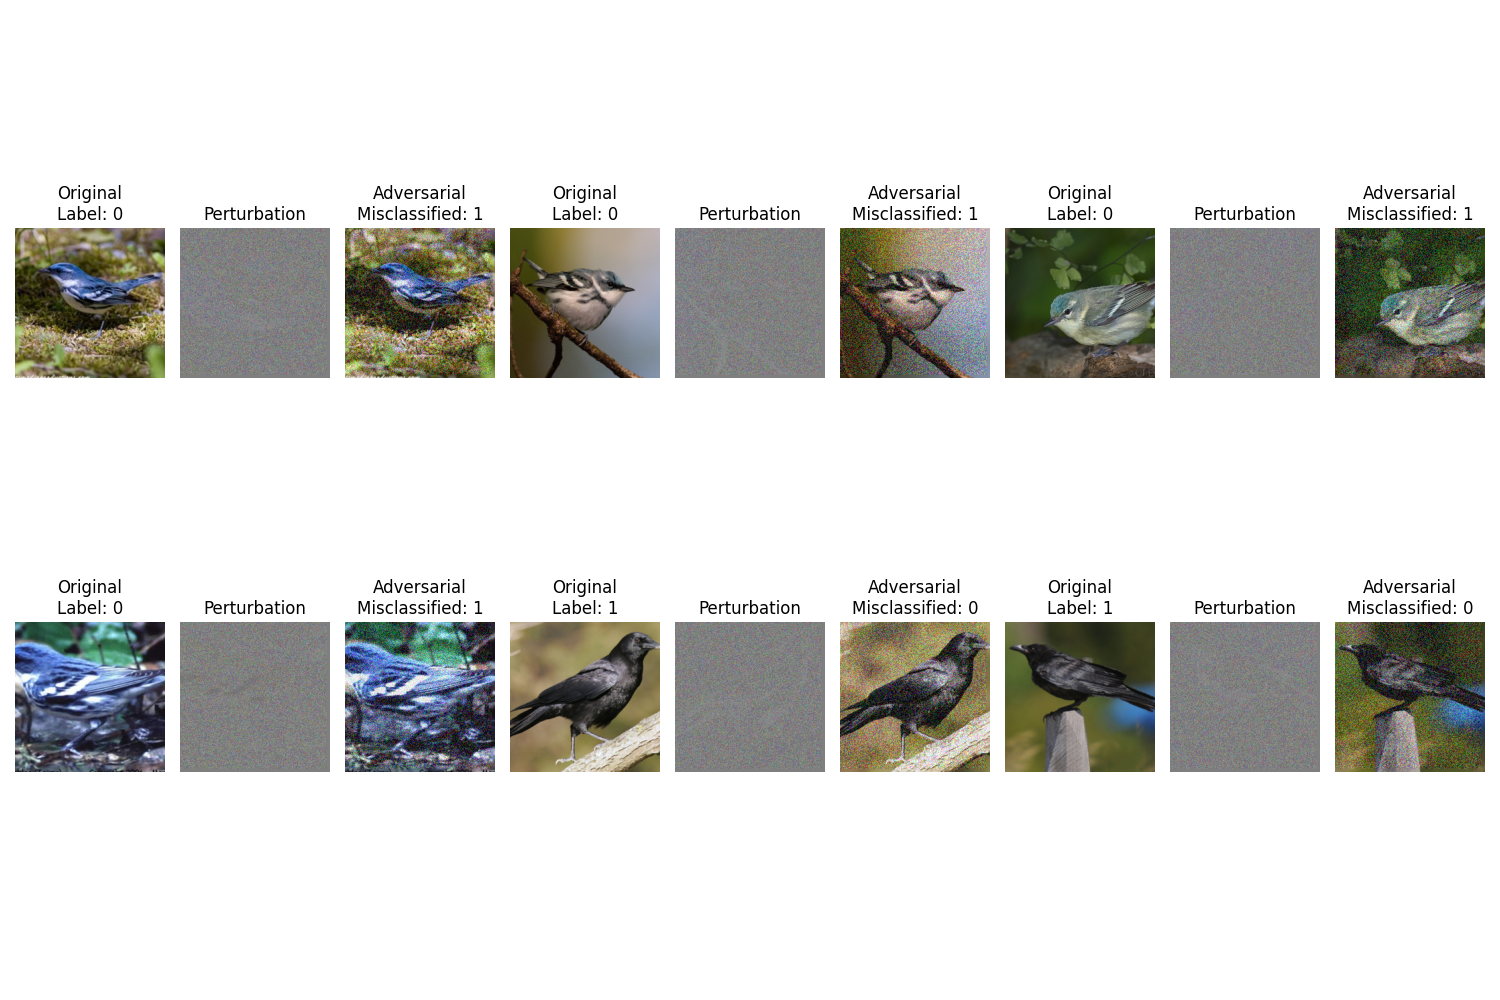 Original
Label: 0
Perturbation
Adversarial
Misclassified: 1
Original
Label: 0
Perturbation
Adversarial
Misclassified: 1
Original
Label: 0
Perturbation
Adversarial
Misclassified: 1
Original
Label: 0
Perturbation
Adversarial
Misclassified: 1
Original
Label: 1
Perturbation
Adversarial
Misclassified: 0
Original
Label: 1
Perturbation
Adversarial
Misclassified: 0